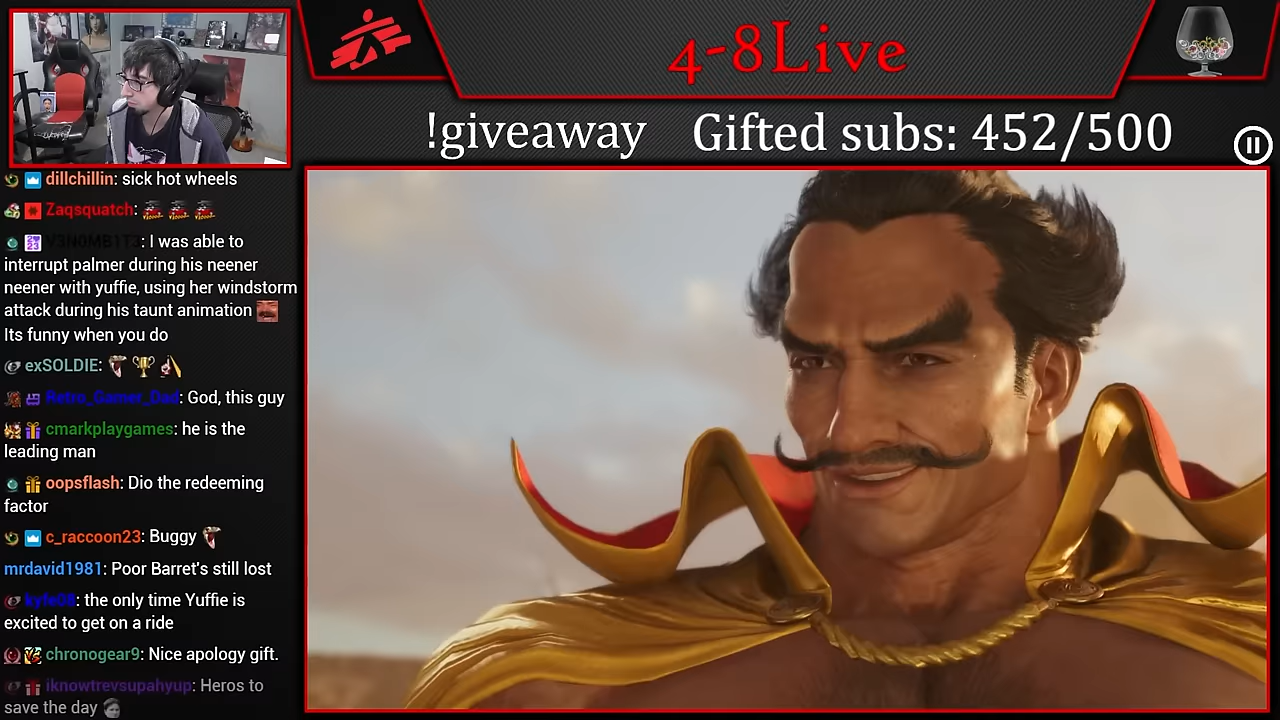 4-8Live
!giveaway Gifted subs: 452/500
dillchillin: sick hot wheels
Zaqsquatch:
V3N0MB1T3: I was able to
interrupt palmer during his neener
neener with yuffie, using her windstorm
attack during his taunt animation
Its funny when you do
exSOLDIE:
Retro_Gamer_Dad: God, this guy
cmarkplaygames: he is the
leading man
oopsflash: Dio the redeeming
factor
c_raccoon23: Buggy
mrdavid1981: Poor Barret's still lost
kyfe08: the only time Yuffie is
excited to get on a ride
chronogear9: Nice apology gift.
iknowtrevsupahyup: Heros to
save the day